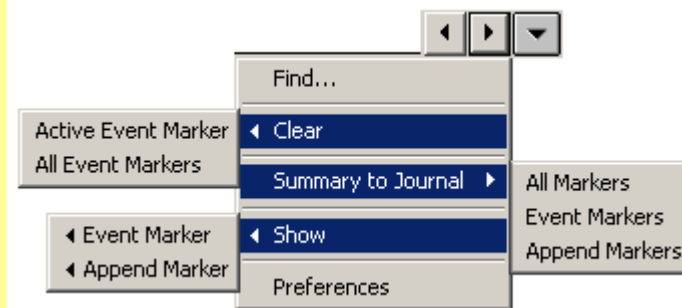 Find...
Clear
Active Event Marker
All Event Markers
Summary to Journal
All Markers
Event Markers
Append Markers
Show
Event Marker
Append Marker
Preferences